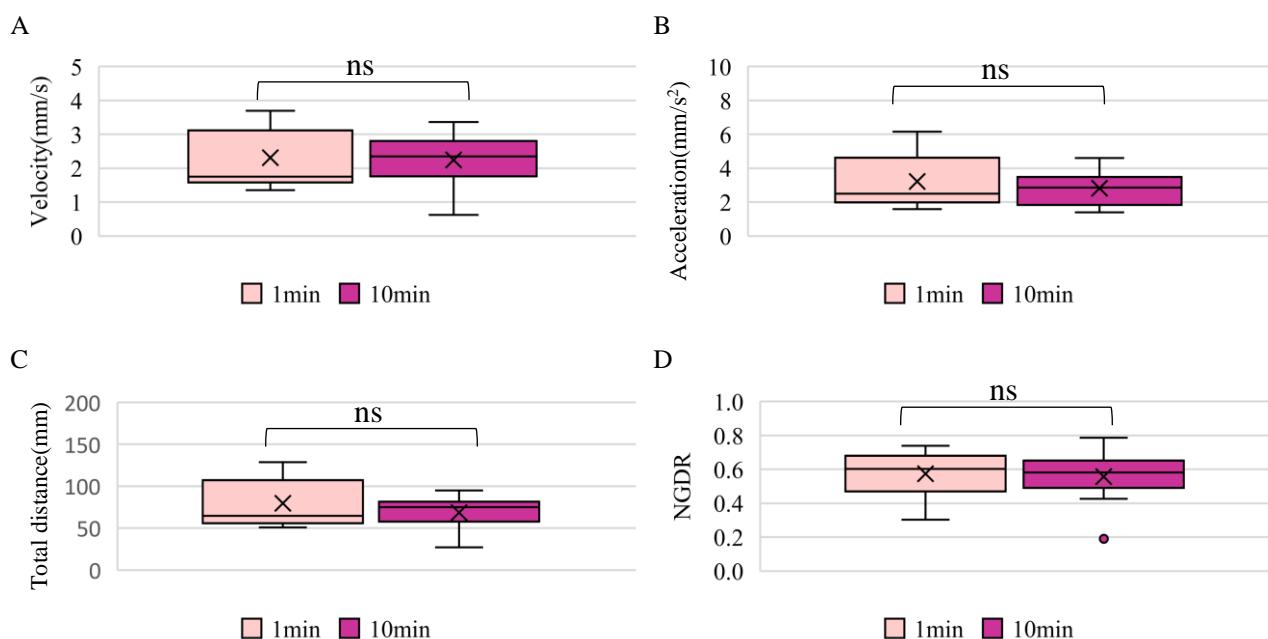 A
Velocity(mm/s)
5
4
3
2
1
0
ns
1min 10min
B
Acceleration(mm/s²)
10
8
6
4
2
0
ns
1min 10min
C
Total distance(mm)
200
150
100
50
0
ns
1min 10min
D
NGDR
1.0
0.8
0.6
0.4
0.2
0.0
ns
1min 10min